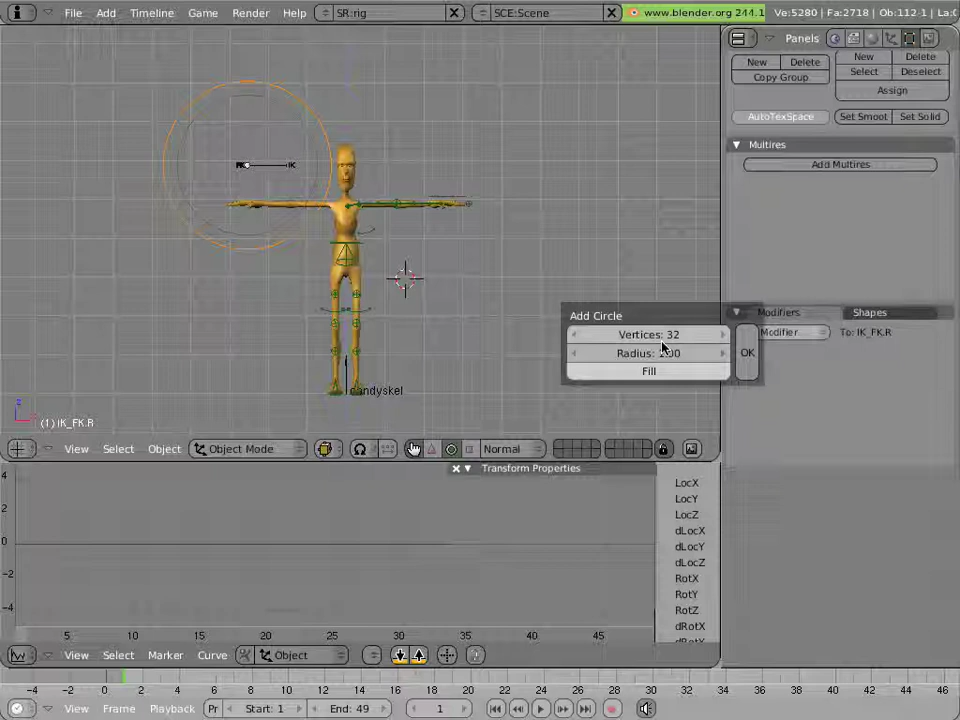 File Add Timeline Game Render Help SR:rig SCE:Scene www.blender.org 244.1 Ve:5280 | Fa:2718 | Ob:112-1 | La:
Panels
New Delete New Delete
Copy Group Select Deselect
Assign
AutoTexSpace Set Smoot Set Solid
Multires
Add Multires
IK
Add Circle
Vertices: 32
Radius: 1.00
Fill
OK
Modifiers Shapes
Modifier To: IK_FK.R
candyskel
z
(1) IK_FK.R
View Select Object Object Mode Normal
Transform Properties
4
2
0
-2
-4
LocX
LocY
LocZ
dLocX
dLocY
dLocZ
RotX
RotY
RotZ
dRotX
dRotY
5 10 15 20 25 30 35 40 45
View Select Marker Curve Object
-4 -2 0 2 4 6 8 10 12 14 16 18 20 22 24 26 28 30 32 34 36 38 40 42 44 46
View Frame Playback Pr Start: 1 End: 49 1